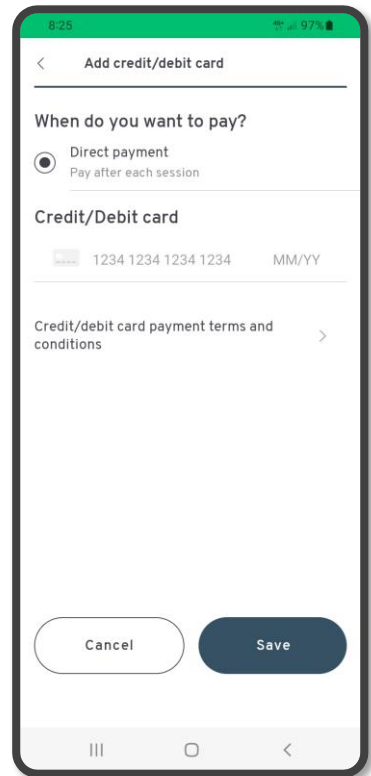 8:25
97%
Add credit/debit card
When do you want to pay?
Direct payment
Pay after each session
Credit/Debit card
1234 1234 1234 1234 MM/YY
Credit/debit card payment terms and
conditions
Cancel Save